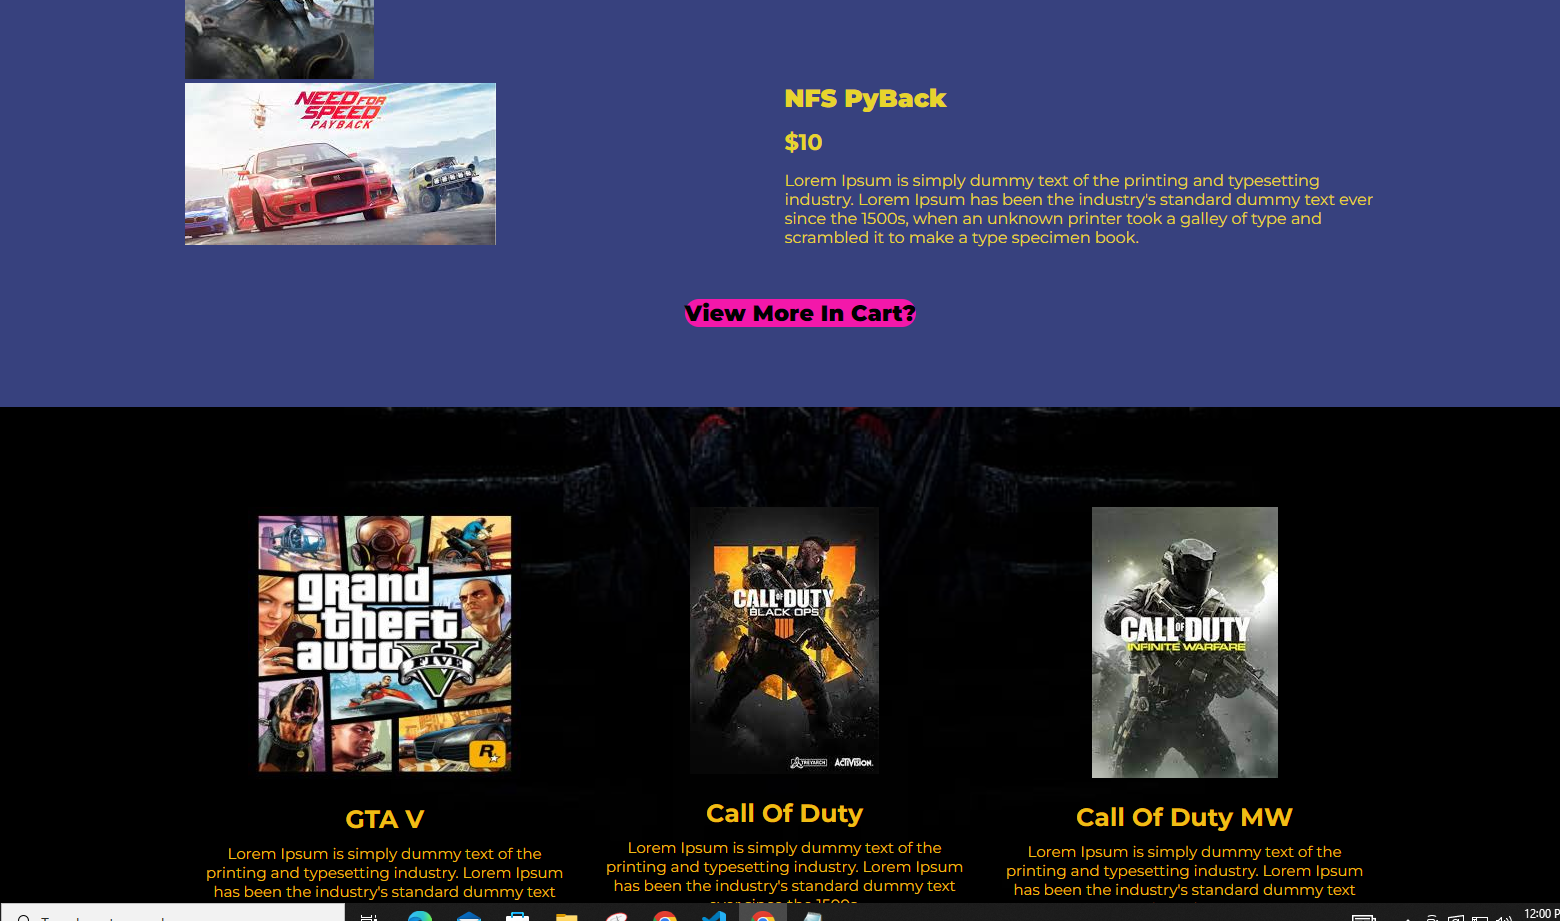 NEED FOR
SPEED
PAYBACK
NFS PyBack
$10
Lorem Ipsum is simply dummy text of the printing and typesetting
industry. Lorem Ipsum has been the industry's standard dummy text ever
since the 1500s, when an unknown printer took a galley of type and
scrambled it to make a type specimen book.
View More In Cart?
grand
theft
auto
FIVE
R
CALL OF DUTY
BLACK OPS
TREYARCH ACTIVISION
CALL OF DUTY
INFINITE WARFARE
GTA V
Lorem Ipsum is simply dummy text of the
printing and typesetting industry. Lorem Ipsum
has been the industry's standard dummy text
Call Of Duty
Lorem Ipsum is simply dummy text of the
printing and typesetting industry. Lorem Ipsum
has been the industry's standard dummy text
ever since the 1500s
Call Of Duty MW
Lorem Ipsum is simply dummy text of the
printing and typesetting industry. Lorem Ipsum
has been the industry's standard dummy text
12:00 P